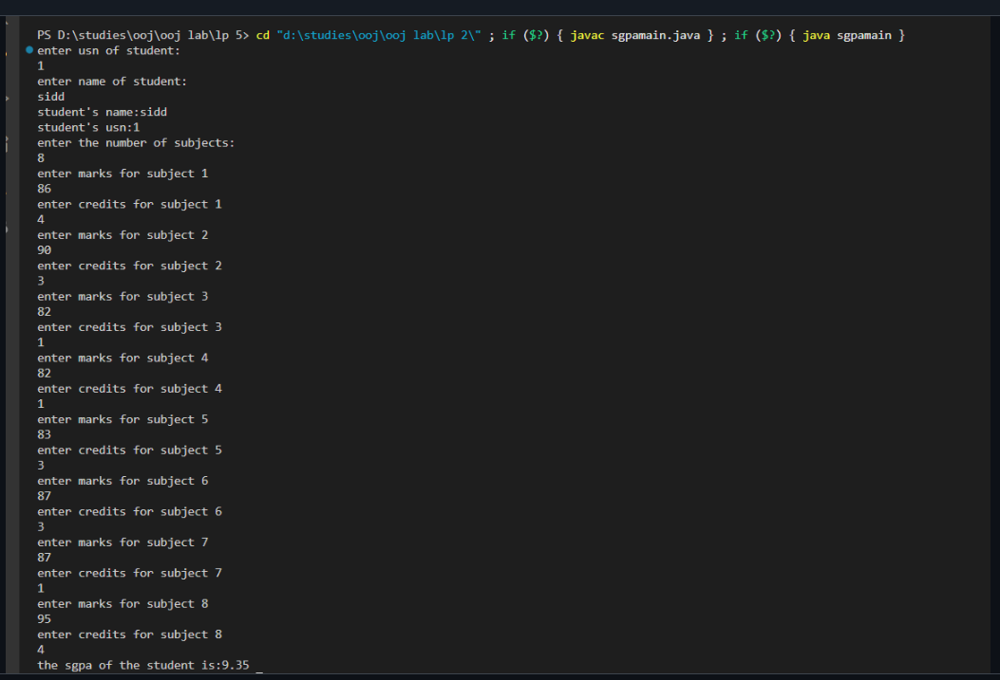 PS D:\studies\ooj\ooj lab\lp 5> cd "d:\studies\ooj\ooj lab\lp 2\" ; if ($?) { javac sgpamain.java } ; if ($?) { java sgpamain }
enter usn of student:
1
enter name of student:
sidd
student's name:sidd
student's usn:1
enter the number of subjects:
8
enter marks for subject 1
86
enter credits for subject 1
4
enter marks for subject 2
90
enter credits for subject 2
3
enter marks for subject 3
82
enter credits for subject 3
1
enter marks for subject 4
82
enter credits for subject 4
1
enter marks for subject 5
83
enter credits for subject 5
3
enter marks for subject 6
87
enter credits for subject 6
3
enter marks for subject 7
87
enter credits for subject 7
1
enter marks for subject 8
95
enter credits for subject 8
4
the sgpa of the student is:9.35